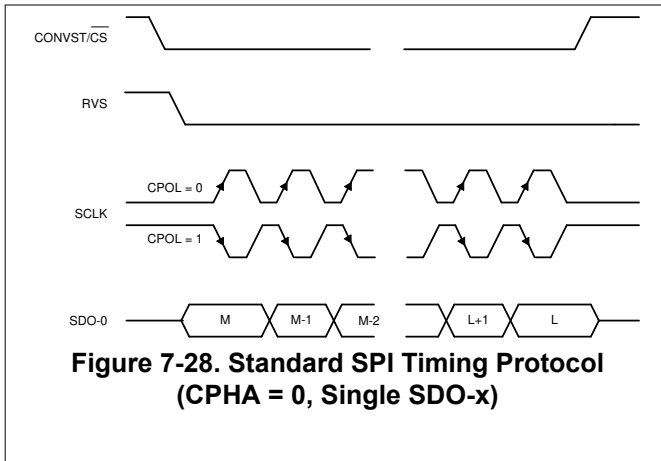 CONVST/CS
RVS
CPOL = 0
SCLK
CPOL = 1
SDO-0 M M-1 M-2 L+1 L
Figure 7-28. Standard SPI Timing Protocol
(CPHA = 0, Single SDO-x)